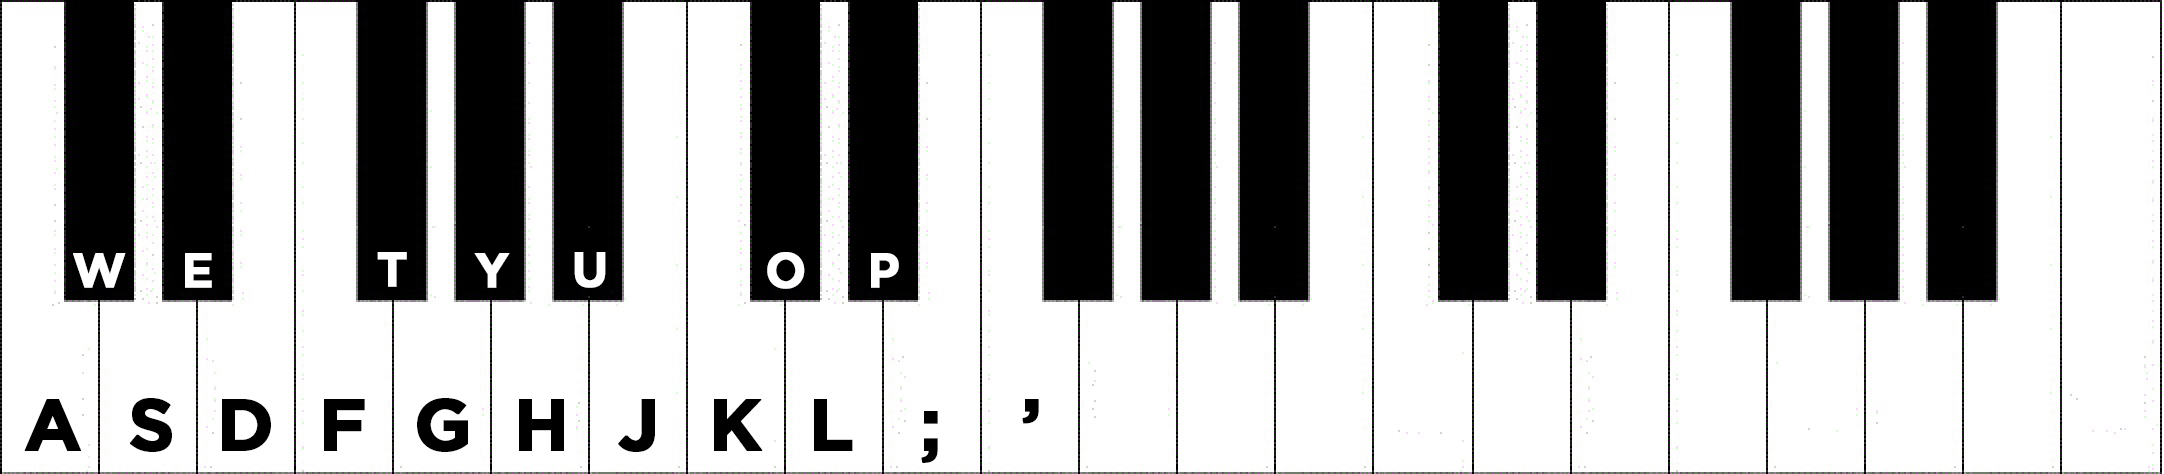 W E T Y U O P
A S D F G H J K L ; ’